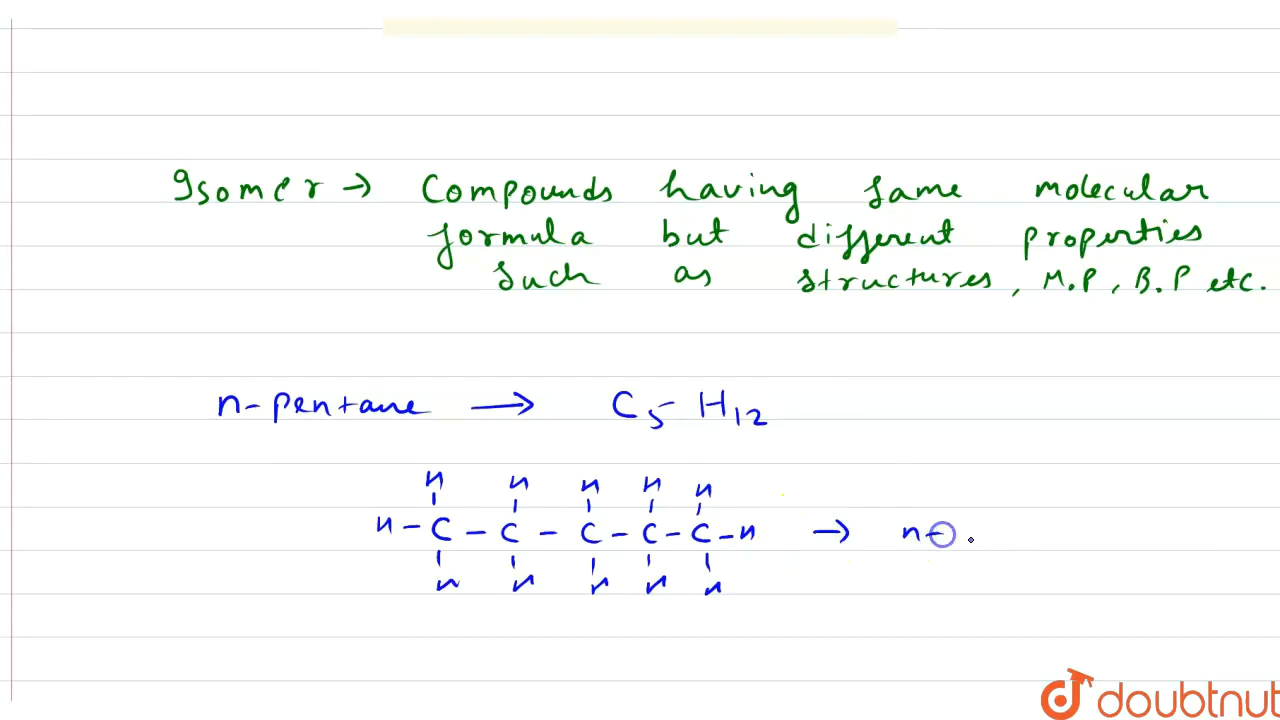 Isomer → Compounds having same molecular
formula but different properties
such as structures, M.P, B.P etc.
n-pentane → C5 H12
H H H H H
H - C - C - C - C - C - H → n-
H H H H H
doubtnut